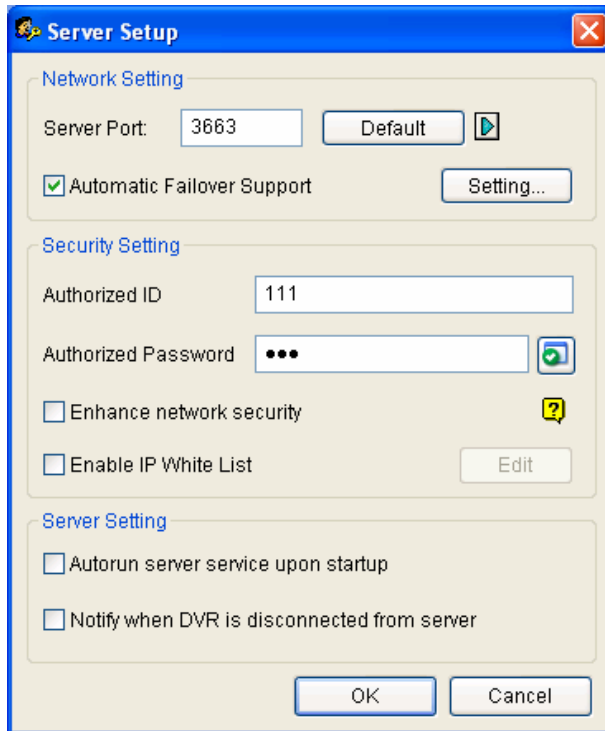 Server Setup
Network Setting
Server Port: 3663 Default
Automatic Failover Support Setting...
Security Setting
Authorized ID 111
Authorized Password •••
Enhance network security ?
Enable IP White List Edit
Server Setting
Autorun server service upon startup
Notify when DVR is disconnected from server
OK Cancel